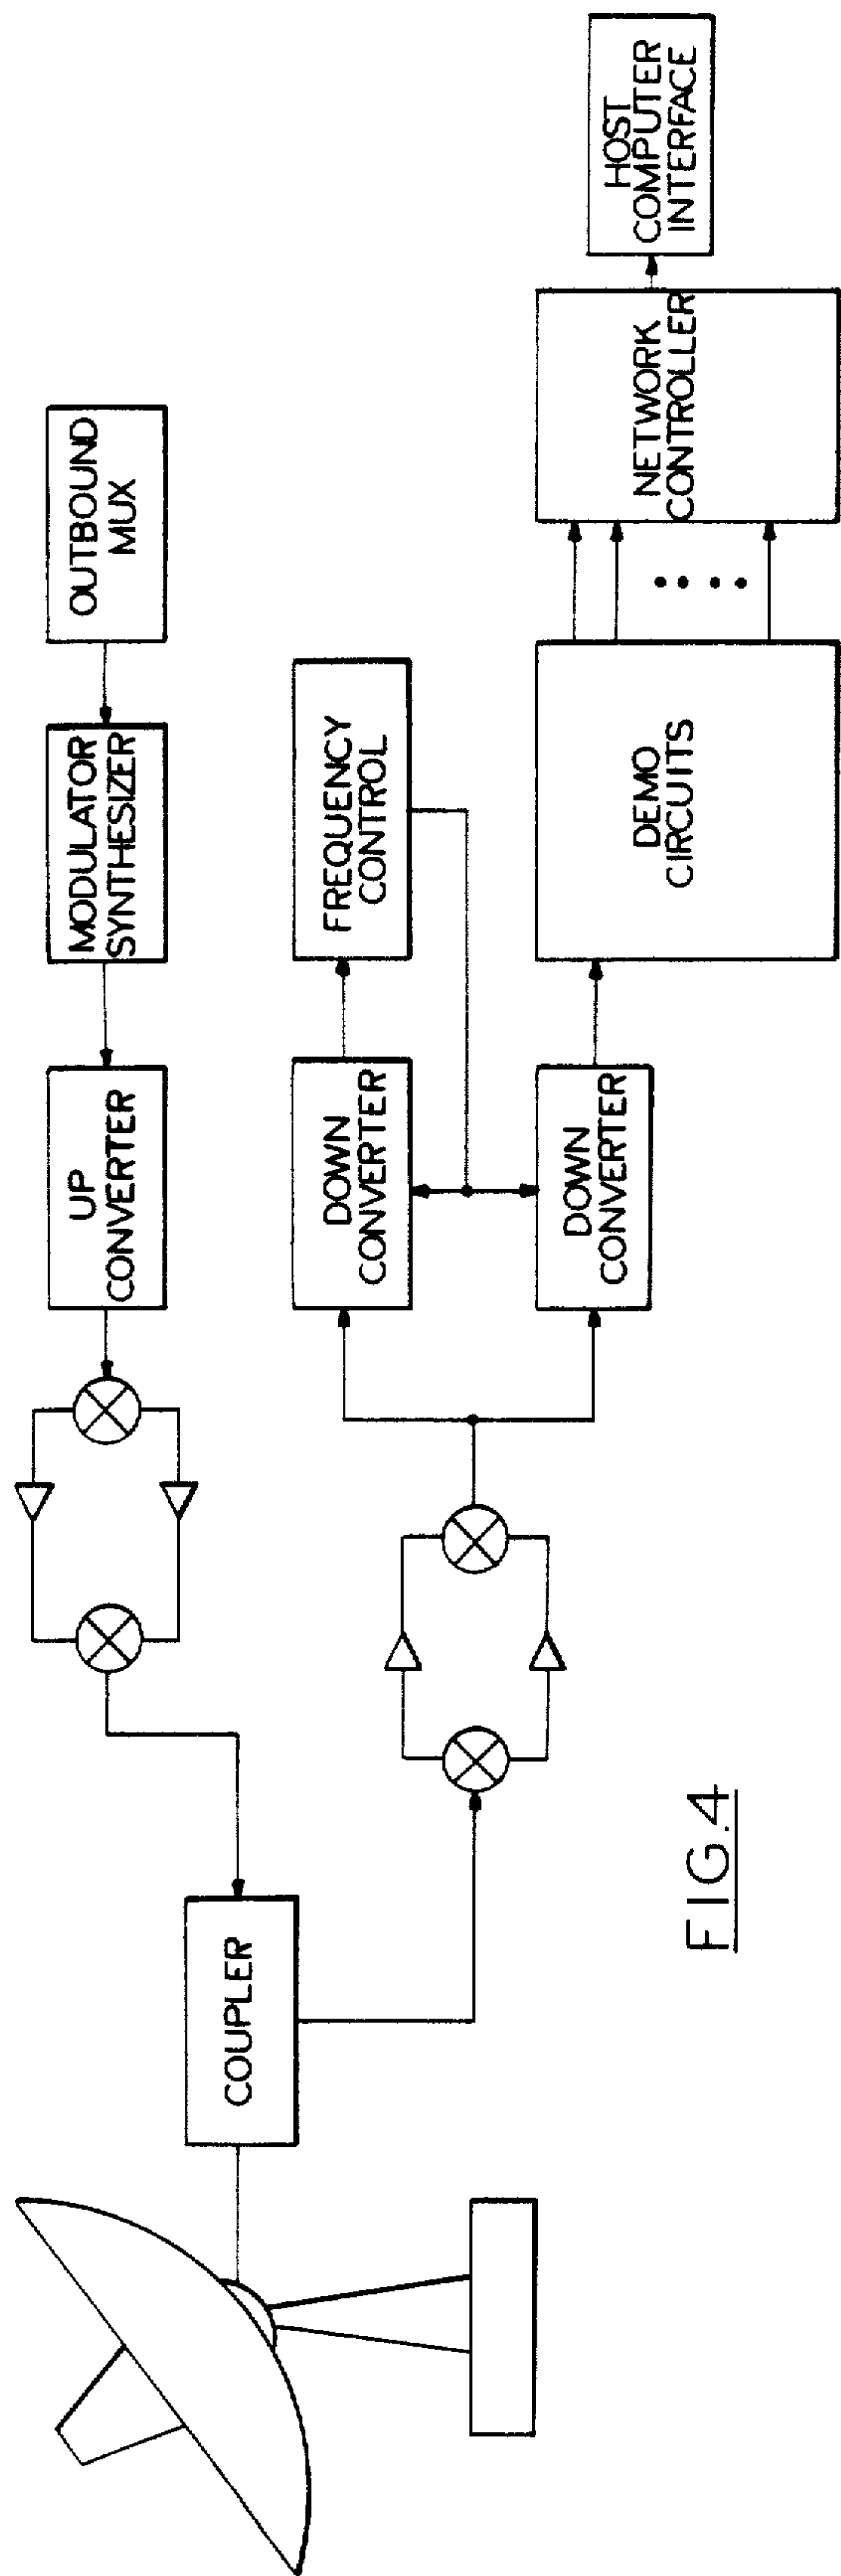 OUTBOUND
MUX
MODULATOR
SYNTHESIZER
UP
CONVERTER
COUPLER
DOWN
CONVERTER
FREQUENCY
CONTROL
DOWN
CONVERTER
DEMO
CIRCUITS
NETWORK
CONTROLLER
HOST
COMPUTER
INTERFACE
FIG.4